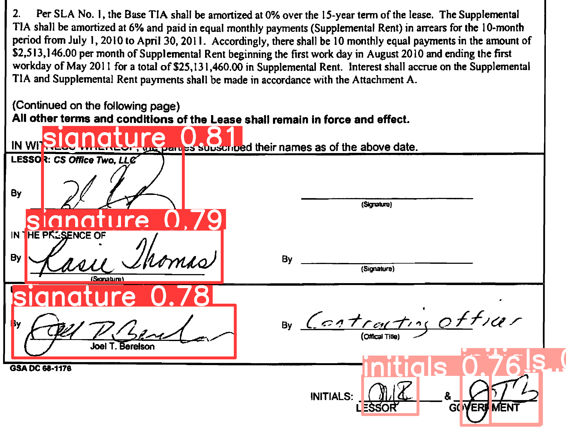 2. Per SLA No. 1, the Base TIA shall be amortized at 0% over the 15-year term of the lease. The Supplemental
TIA shall be amortized at 6% and paid in equal monthly payments (Supplemental Rent) in arrears for the 10-month
period from July 1, 2010 to April 30, 2011. Accordingly, there shall be 10 monthly equal payments in the amount of
$2,513,146.00 per month of Supplemental Rent beginning the first work day in August 2010 and ending the first
workday of May 2011 for a total of $25,131,460.00 in Supplemental Rent. Interest shall accrue on the Supplemental
TIA and Supplemental Rent payments shall be made in accordance with the Attachment A.
(Continued on the following page)
All other terms and conditions of the Lease shall remain in force and effect.
signature 0.81
IN WITNESS WHEREOF, the parties subscribed their names as of the above date.
LESSOR: CS Office Two, LLC
By
(Signature)
signature 0.79
IN THE PRESENCE OF
By Rasie Thomas By
(Signature) (Signature)
signature 0.78
By Joel T. Berelson By Contracting officer
Joel T. Berelson (Offical Title)
GSA DC 68-1176
initials 0.76 ls
INITIALS: & JTB
LESSOR GOVERNMENT